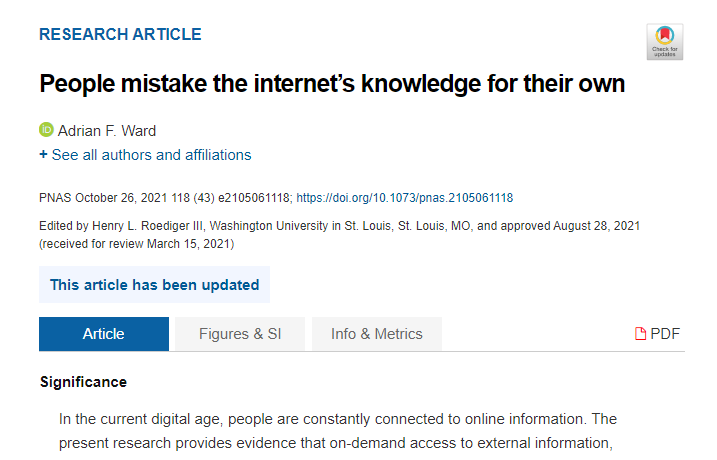 RESEARCH ARTICLE
Check for
updates
People mistake the internet’s knowledge for their own
iD Adrian F. Ward
+ See all authors and affiliations
PNAS October 26, 2021 118 (43) e2105061118; https://doi.org/10.1073/pnas.2105061118
Edited by Henry L. Roediger III, Washington University in St. Louis, St. Louis, MO, and approved August 28, 2021
(received for review March 15, 2021)
This article has been updated
Article Figures & SI Info & Metrics PDF
Significance
In the current digital age, people are constantly connected to online information. The
present research provides evidence that on-demand access to external information,